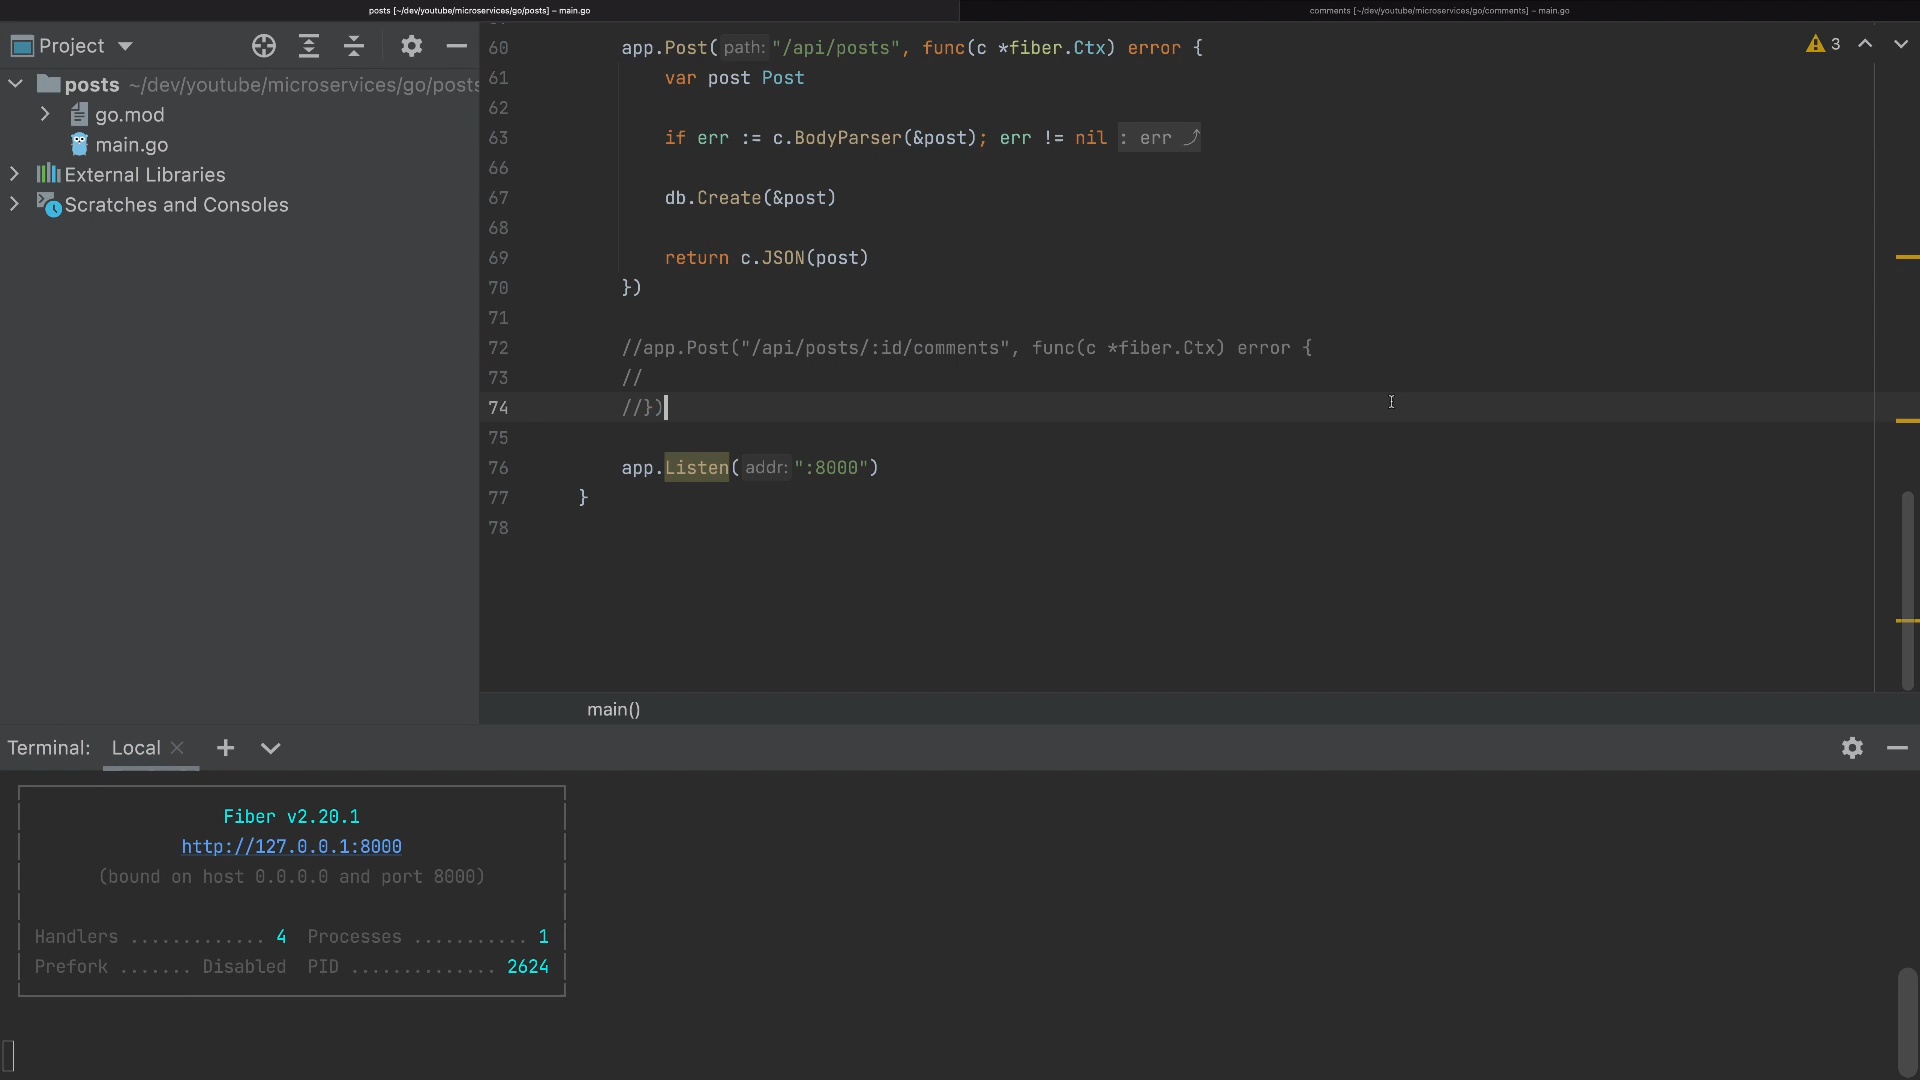 posts [~/dev/youtube/microservices/go/posts] – main.go
comments [~/dev/youtube/microservices/go/comments] – main.go
Project
posts ~/dev/youtube/microservices/go/posts
go.mod
main.go
External Libraries
Scratches and Consoles
3
60 app.Post( path: "/api/posts", func(c *fiber.Ctx) error {
61 var post Post
62
63 if err := c.BodyParser(&post); err != nil : err
66
67 db.Create(&post)
68
69 return c.JSON(post)
70 })
71
72 //app.Post("/api/posts/:id/comments", func(c *fiber.Ctx) error {
73 //
74 //})
75
76 app.Listen( addr: ":8000")
77 }
78
main()
Terminal: Local
Fiber v2.20.1
http://127.0.0.1:8000
(bound on host 0.0.0.0 and port 8000)
Handlers ............. 4 Processes ........... 1
Prefork ....... Disabled PID .............. 2624